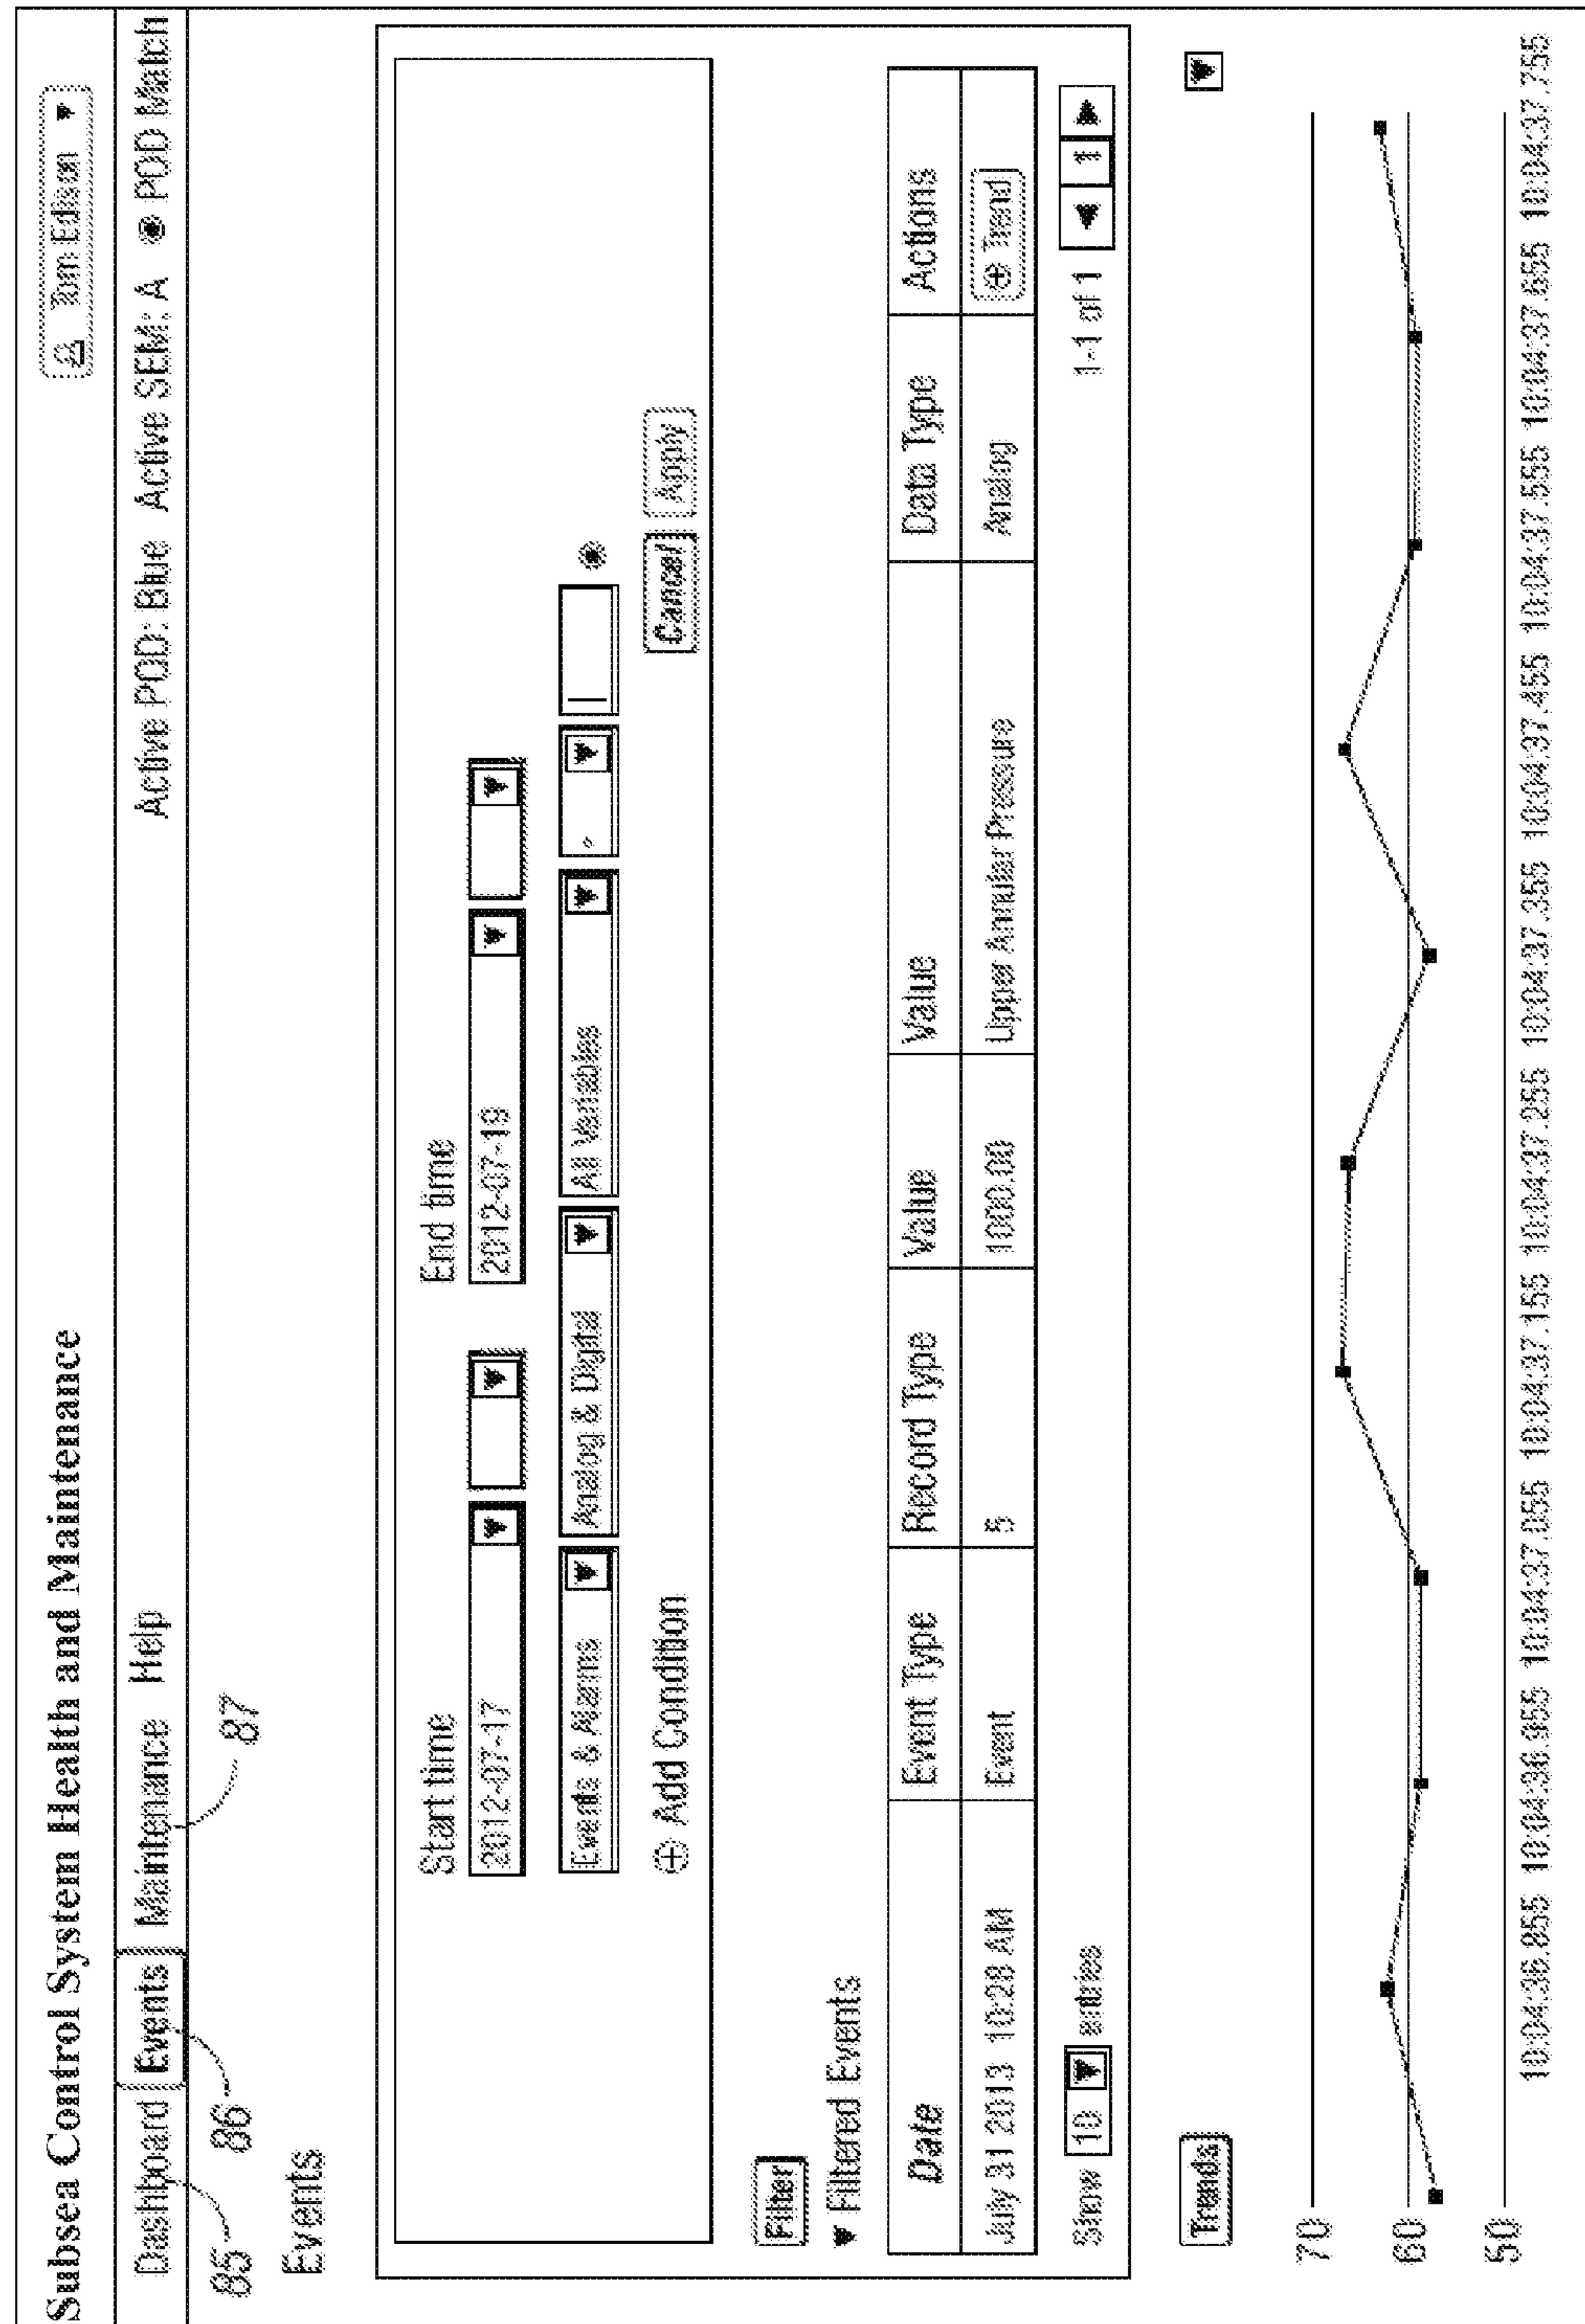 Subsea Control System Health and Maintenance
Tom Edison
Dashboard Events Maintenance Help Active POD: Blue Active SEM: A POD Match
85 86 87
Events
Start time End time
2012-07-17 2012-07-19
Events & Alarms Analog & Digital All Variables
Add Condition Cancel Apply
Filter
Filtered Events
Date Event Type Record Type Value Value Data Type Actions
July 31 2013 10:28 AM Event 5 1000.00 Upper Annular Pressure Analog Trend
Show 10 entries 1-1 of 1 1
Trends
70
60
50
10:04:36.855 10:04:36.955 10:04:37.055 10:04:37.155 10:04:37.255 10:04:37.355 10:04:37.455 10:04:37.555 10:04:37.655 10:04:37.755